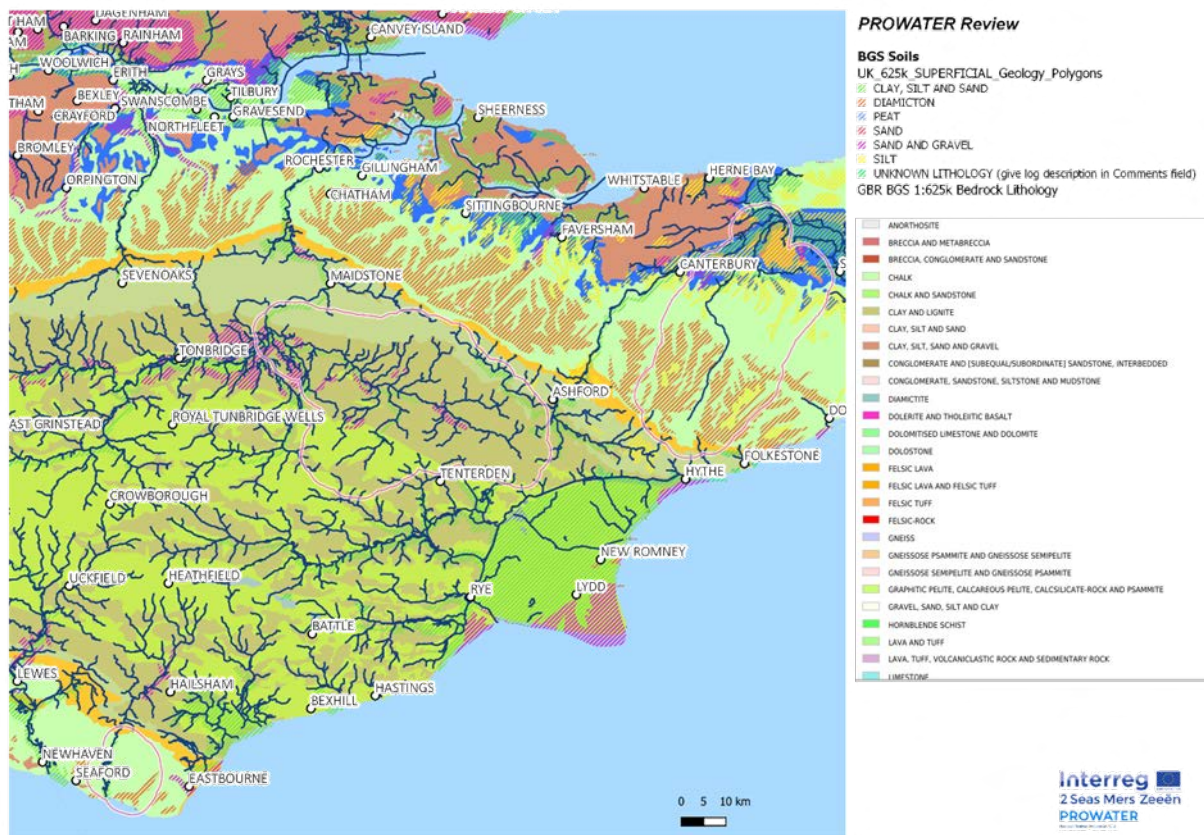 DAGENHAM
CANVEY ISLAND
BARKING
RAINHAM
WOOLWICH
ERITH
GRAYS
TILBURY
BEXLEY
SWANSCOMBE
CRAYFORD
GRAVESEND
NORTHFLEET
SHEERNESS
BROMLEY
ORPINGTON
ROCHESTER
GILLINGHAM
CHATHAM
HERNE BAY
WHITSTABLE
SITTINGBOURNE
FAVERSHAM
CANTERBURY
SEVENOAKS
MAIDSTONE
TONBRIDGE
ASHFORD
ROYAL TUNBRIDGE WELLS
AST GRINSTEAD
DO
FOLKESTONE
HYTHE
TENTERDEN
CROWBOROUGH
NEW ROMNEY
UCKFIELD
HEATHFIELD
RYE
LYDD
BATTLE
LEWES
HAILSHAM
HASTINGS
BEXHILL
NEWHAVEN
SEAFORD
EASTBOURNE
0 5 10 km
PROWATER Review
BGS Soils
UK_625k_SUPERFICIAL_Geology_Polygons
CLAY, SILT AND SAND
DIAMICTON
PEAT
SAND
SAND AND GRAVEL
SILT
UNKNOWN LITHOLOGY (give log description in Comments field)
GBR BGS 1:625k Bedrock Lithology
ANORTHOSITE
BRECCIA AND METABRECCIA
BRECCIA, CONGLOMERATE AND SANDSTONE
CHALK
CHALK AND SANDSTONE
CLAY AND LIGNITE
CLAY, SILT AND SAND
CLAY, SILT, SAND AND GRAVEL
CONGLOMERATE AND [SUBEQUAL/SUBORDINATE] SANDSTONE, INTERBEDDED
CONGLOMERATE, SANDSTONE, SILTSTONE AND MUDSTONE
DIAMICTITE
DOLERITE AND THOLEIITIC BASALT
DOLOMITISED LIMESTONE AND DOLOMITE
DOLOSTONE
FELSIC LAVA
FELSIC LAVA AND FELSIC TUFF
FELSIC TUFF
FELSIC-ROCK
GNEISS
GNEISSOSE PSAMMITE AND GNEISSOSE SEMIPELITE
GNEISSOSE SEMIPELITE AND GNEISSOSE PSAMMITE
GRAPHITIC PELITE, CALCAREOUS PELITE, CALCSILICATE-ROCK AND PSAMMITE
GRAVEL, SAND, SILT AND CLAY
HORNBLENDE SCHIST
LAVA AND TUFF
LAVA, TUFF, VOLCANICLASTIC ROCK AND SEDIMENTARY ROCK
LIMESTONE
Interreg
2 Seas Mers Zeeën
PROWATER